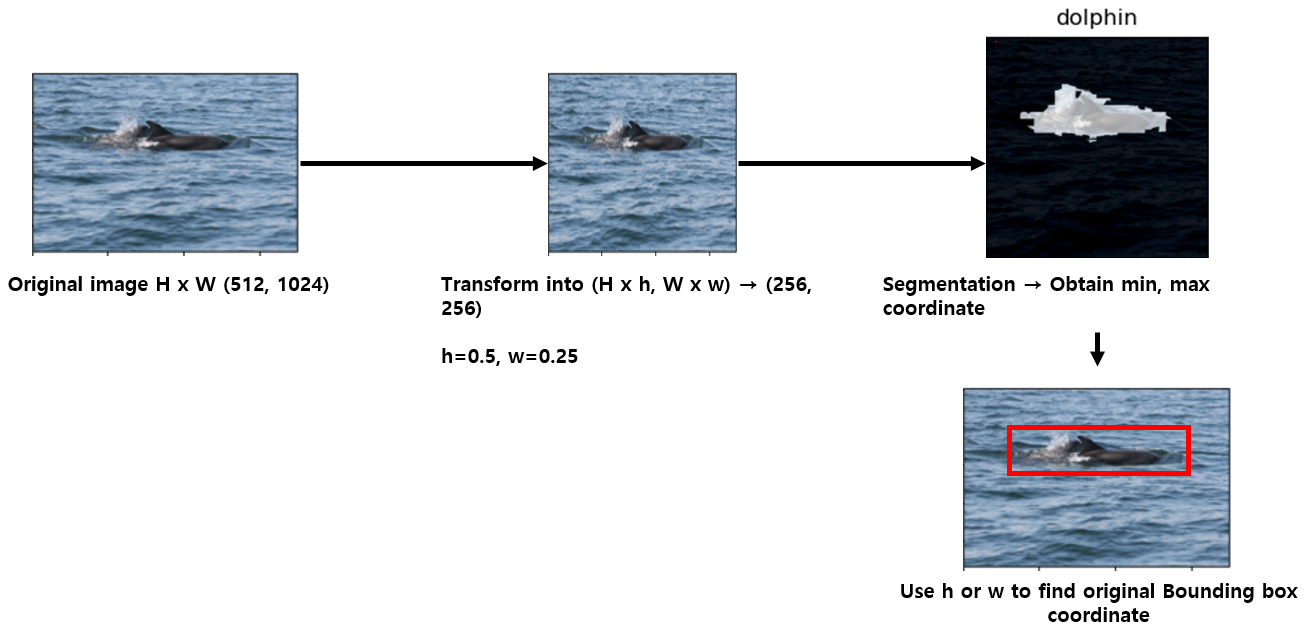 dolphin
Original image H x W (512, 1024)
Transform into (H x h, W x w) → (256,
256)
h=0.5, w=0.25
Segmentation → Obtain min, max
coordinate
Use h or w to find original Bounding box
coordinate